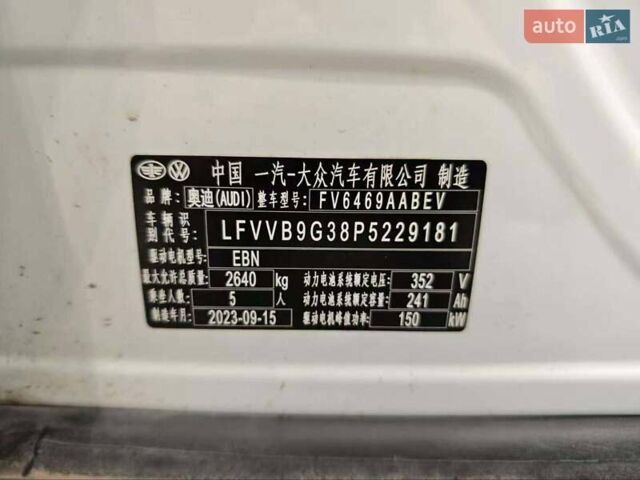 auto RIA.com
中国 一汽-大众汽车有限公司 制造
品牌: 奥迪(AUDI) 整车型号: FV6469AABEV
车辆识别代号: LFVVB9G38P5229181
驱动电机型号: EBN
最大允许总质量: 2640 kg 动力电池系统额定电压: 352 V
乘坐人数: 5 人 动力电池系统额定容量: 241 Ah
制造年月: 2023-09-15 驱动电机峰值功率: 150 kW